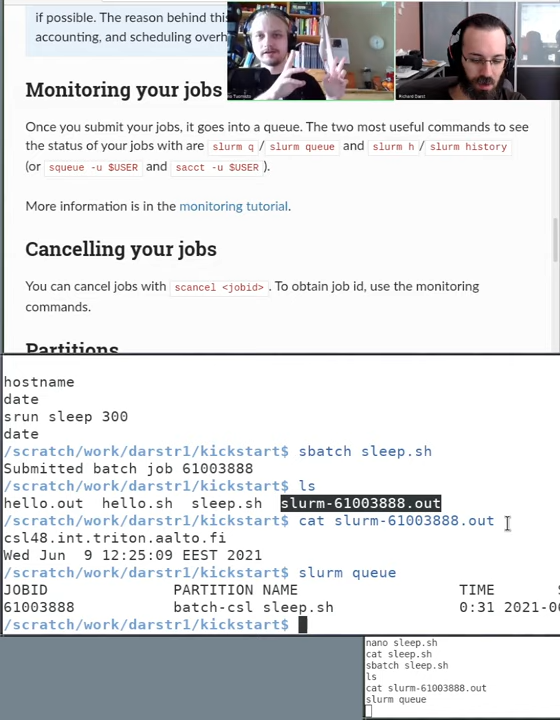 if possible. The reason behind this
accounting, and scheduling overh
Richard Darst
Monitoring your jobs
Once you submit your jobs, it goes into a queue. The two most useful commands to see
the status of your jobs with are slurm q / slurm queue and slurm h / slurm history
(or squeue -u $USER and sacct -u $USER ).
More information is in the monitoring tutorial.
Cancelling your jobs
You can cancel jobs with scancel <jobid>. To obtain job id, use the monitoring
commands.
Partitions
hostname
date
srun sleep 300
date
/scratch/work/darstr1/kickstart$ sbatch sleep.sh
Submitted batch job 61003888
/scratch/work/darstr1/kickstart$ ls
hello.out hello.sh sleep.sh slurm-61003888.out
/scratch/work/darstr1/kickstart$ cat slurm-61003888.out
csl48.int.triton.aalto.fi
Wed Jun 9 12:25:09 EEST 2021
/scratch/work/darstr1/kickstart$ slurm queue
JOBID PARTITION NAME TIME S
61003888 batch-csl sleep.sh 0:31 2021-0
/scratch/work/darstr1/kickstart$
nano sleep.sh
cat sleep.sh
sbatch sleep.sh
ls
cat slurm-61003888.out
slurm queue